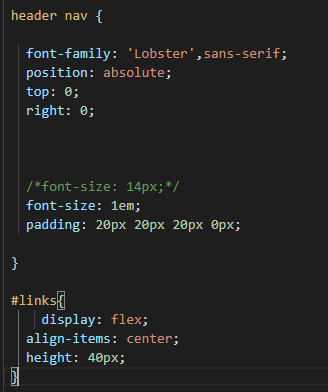 header nav {
font-family: 'Lobster',sans-serif;
position: absolute;
top: 0;
right: 0;
/*font-size: 14px;*/
font-size: 1em;
padding: 20px 20px 20px 0px;
}
#links{
display: flex;
align-items: center;
height: 40px;
}